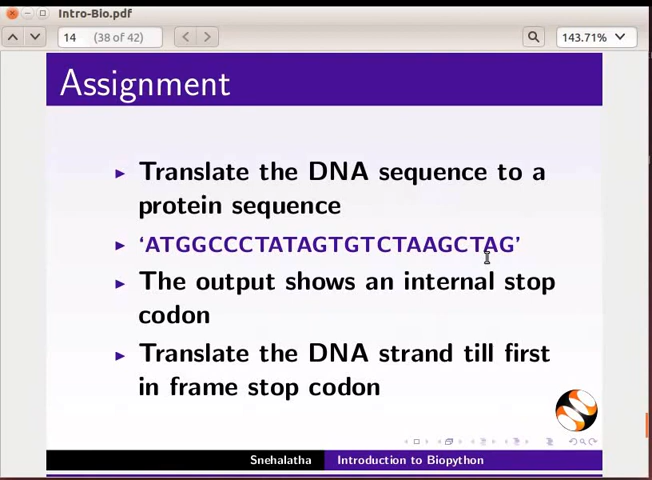 Intro-Bio.pdf
14 (38 of 42) 143.71%
Assignment
Translate the DNA sequence to a
protein sequence
‘ATGGCCCTATAGTGTCTAAGCTAG’
The output shows an internal stop
codon
Translate the DNA strand till first
in frame stop codon
Snehalatha Introduction to Biopython